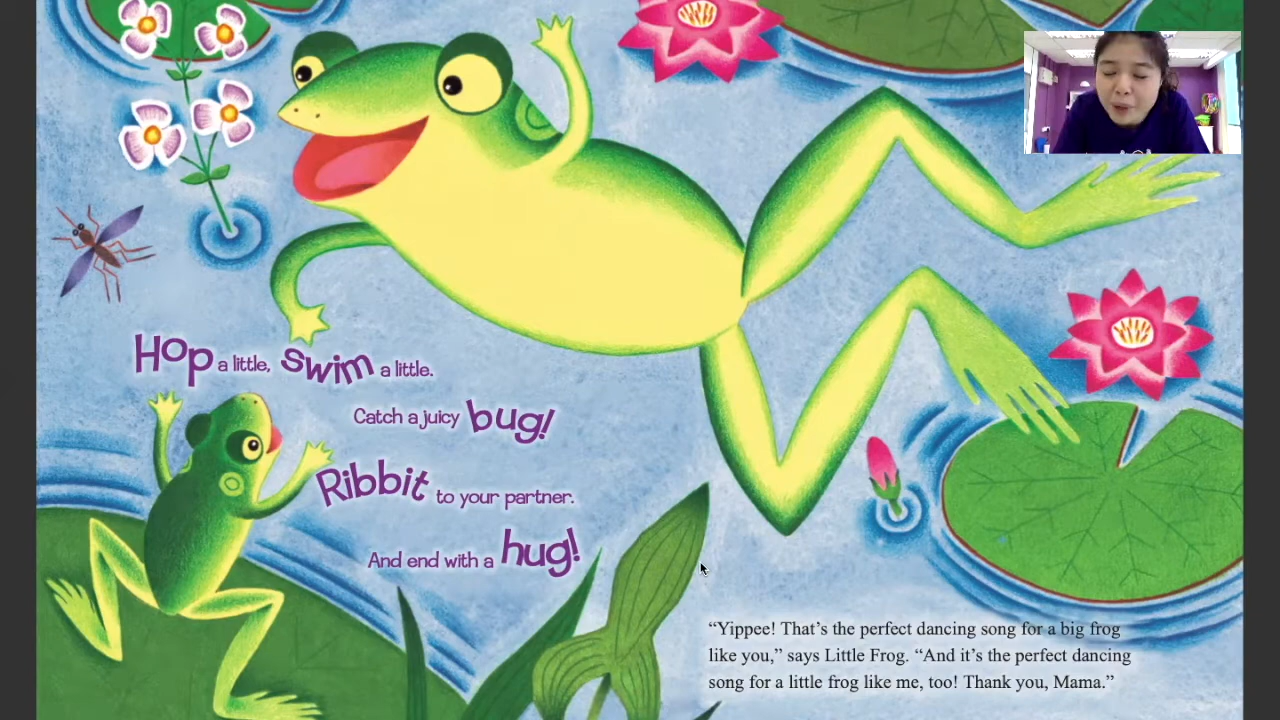 Hop a little, swim a little.
Catch a juicy bug!
Ribbit to your partner.
And end with a hug!
“Yippee! That’s the perfect dancing song for a big frog
like you,” says Little Frog. “And it’s the perfect dancing
song for a little frog like me, too! Thank you, Mama.”